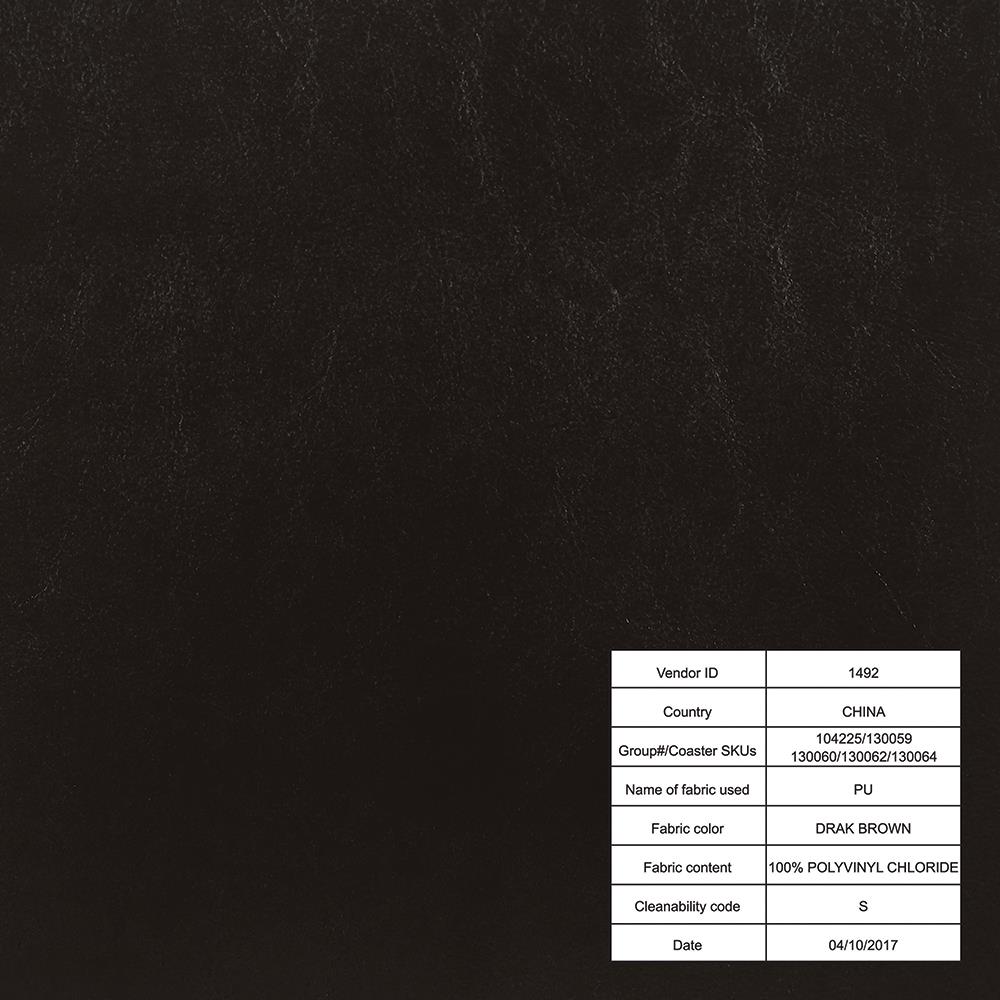 Vendor ID 1492
Country CHINA
Group#/Coaster SKUs 104225/130059
130060/130062/130064
Name of fabric used PU
Fabric color DRAK BROWN
Fabric content 100% POLYVINYL CHLORIDE
Cleanability code S
Date 04/10/2017